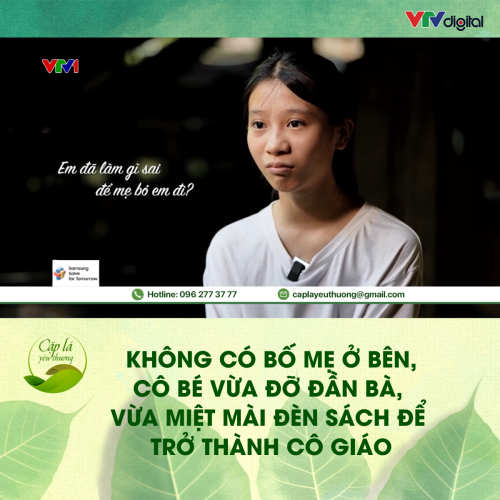 VTVdigital
VTV1
Em đã làm gì sai
để mẹ bỏ em đi?
Samsung
Solve
for Tomorrow
Hotline: 096 277 37 77
caplayeuthuong@gmail.com
Cặp lá
yêu thương
KHÔNG CÓ BỐ MẸ Ở BÊN,
CÔ BÉ VỪA ĐỠ ĐẦN BÀ,
VỪA MIỆT MÀI ĐÈN SÁCH ĐỂ
TRỞ THÀNH CÔ GIÁO